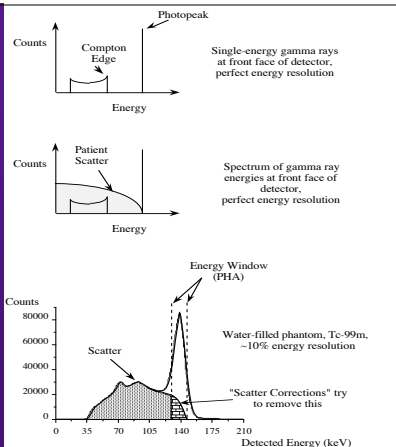 Photopeak
Counts
Compton
Edge
Energy
Single-energy gamma rays
at front face of detector,
perfect energy resolution
Counts
Patient
Scatter
Energy
Spectrum of gamma ray
energies at front face of
detector,
perfect energy resolution
Energy Window
(PHA)
Counts
80000
60000
40000
20000
0
Scatter
Water-filled phantom, Tc-99m,
~10% energy resolution
"Scatter Corrections" try
to remove this
0 35 70 105 140 175 210
Detected Energy (keV)